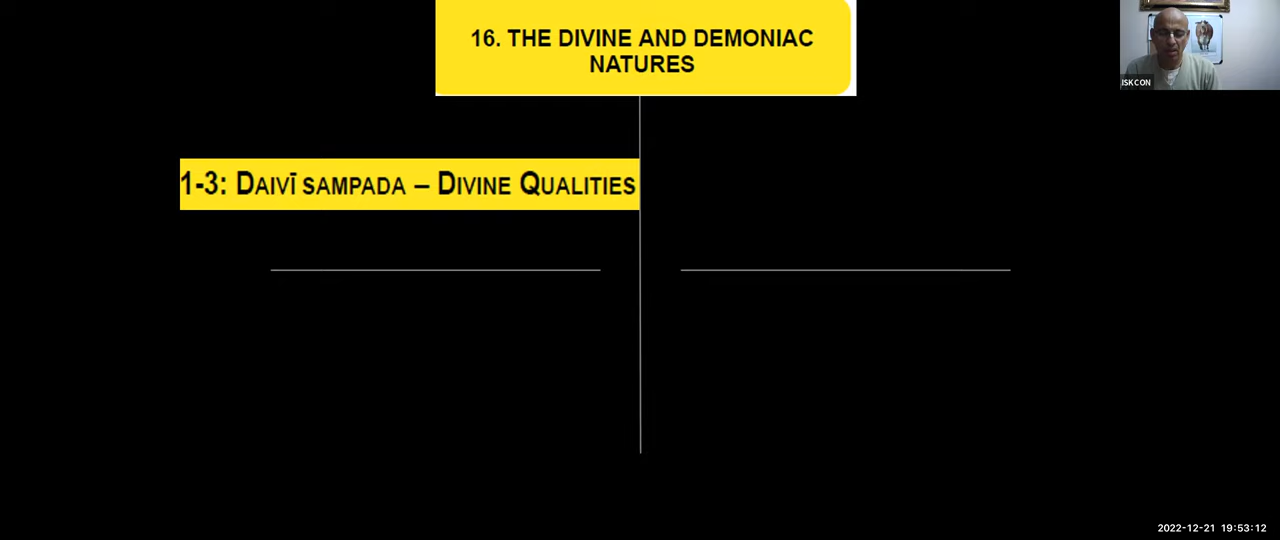 16. THE DIVINE AND DEMONIAC
NATURES
ISKCON
1-3: DAIVĪ SAMPADA – DIVINE QUALITIES
2022-12-21 19:53:12